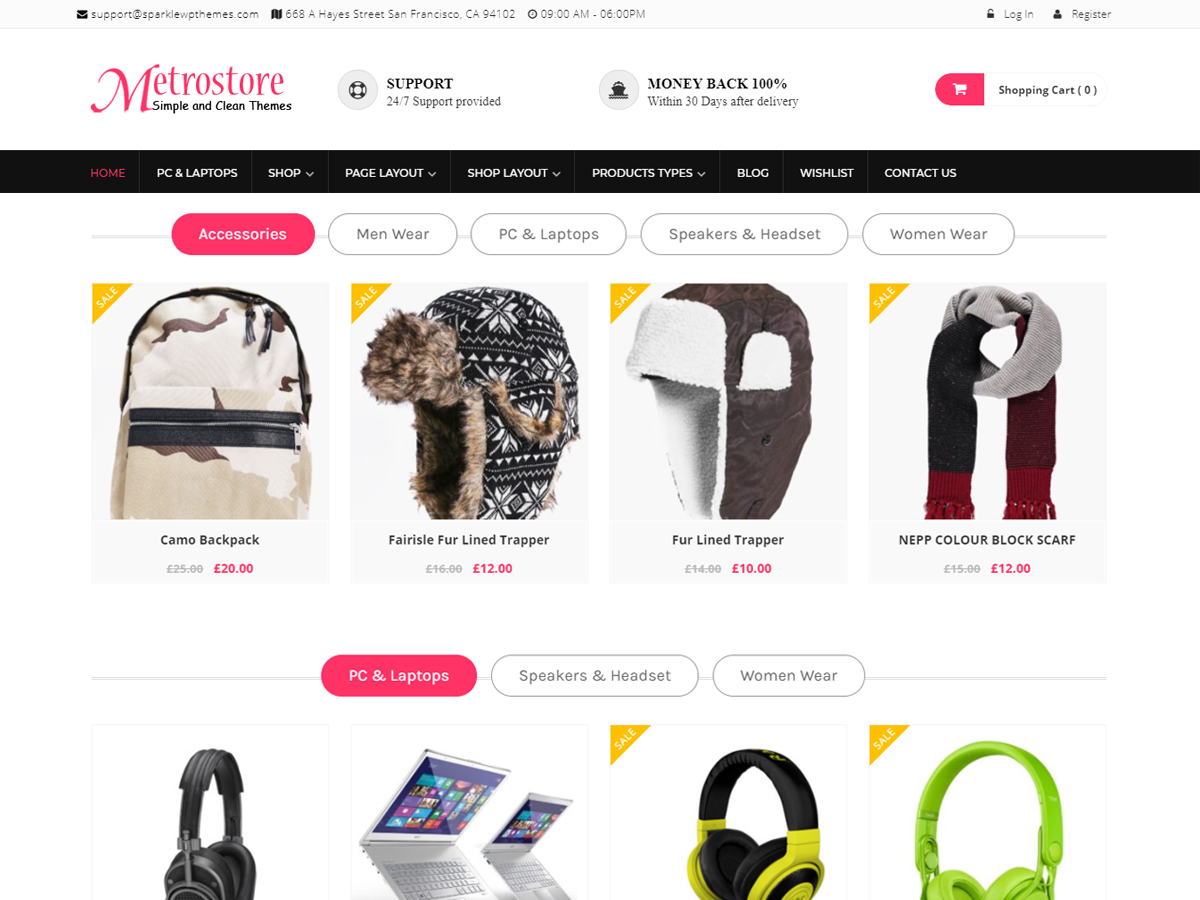 support@sparklewpthemes.com 668 A Hayes Street San Francisco, CA 94102 09:00 AM - 06:00PM Log In Register
Metrostore
Simple and Clean Themes
SUPPORT
24/7 Support provided
MONEY BACK 100%
Within 30 Days after delivery
Shopping Cart ( 0 )
HOME PC & LAPTOPS SHOP PAGE LAYOUT SHOP LAYOUT PRODUCTS TYPES BLOG WISHLIST CONTACT US
Accessories Men Wear PC & Laptops Speakers & Headset Women Wear
SALE SALE SALE SALE
Camo Backpack Fairisle Fur Lined Trapper Fur Lined Trapper NEPP COLOUR BLOCK SCARF
£25.00 £20.00 £16.00 £12.00 £14.00 £10.00 £15.00 £12.00
PC & Laptops Speakers & Headset Women Wear
SALE SALE